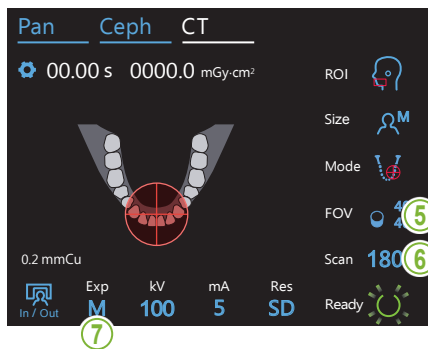 Pan Ceph CT
00.00 s 0000.0 mGy·cm²
ROI
Size M
Mode
FOV 4 4 ⑤
0.2 mmCu
Scan 180 ⑥
Exp kV mA Res
In / Out M 100 5 SD
Ready
⑦